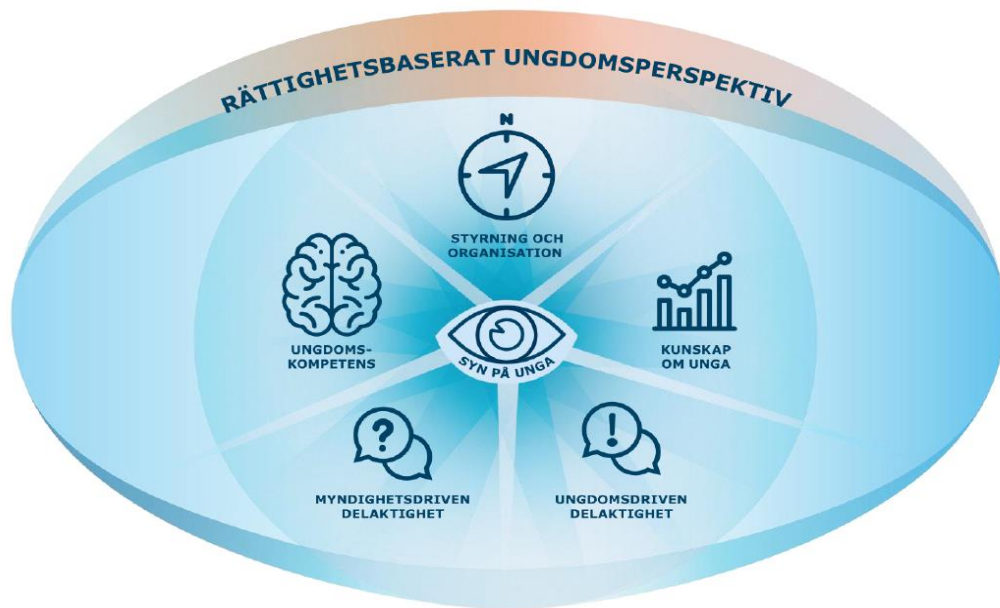 RÄTTIGHETSBASERAT UNGDOMSPERSPEKTIV
N
STYRNING OCH
ORGANISATION
UNGDOMS-
KOMPETENS
SYN PÅ UNGA
KUNSKAP
OM UNGA
?
!
MYNDIGHETSDRIVEN
DELAKTIGHET
UNGDOMSDRIVEN
DELAKTIGHET